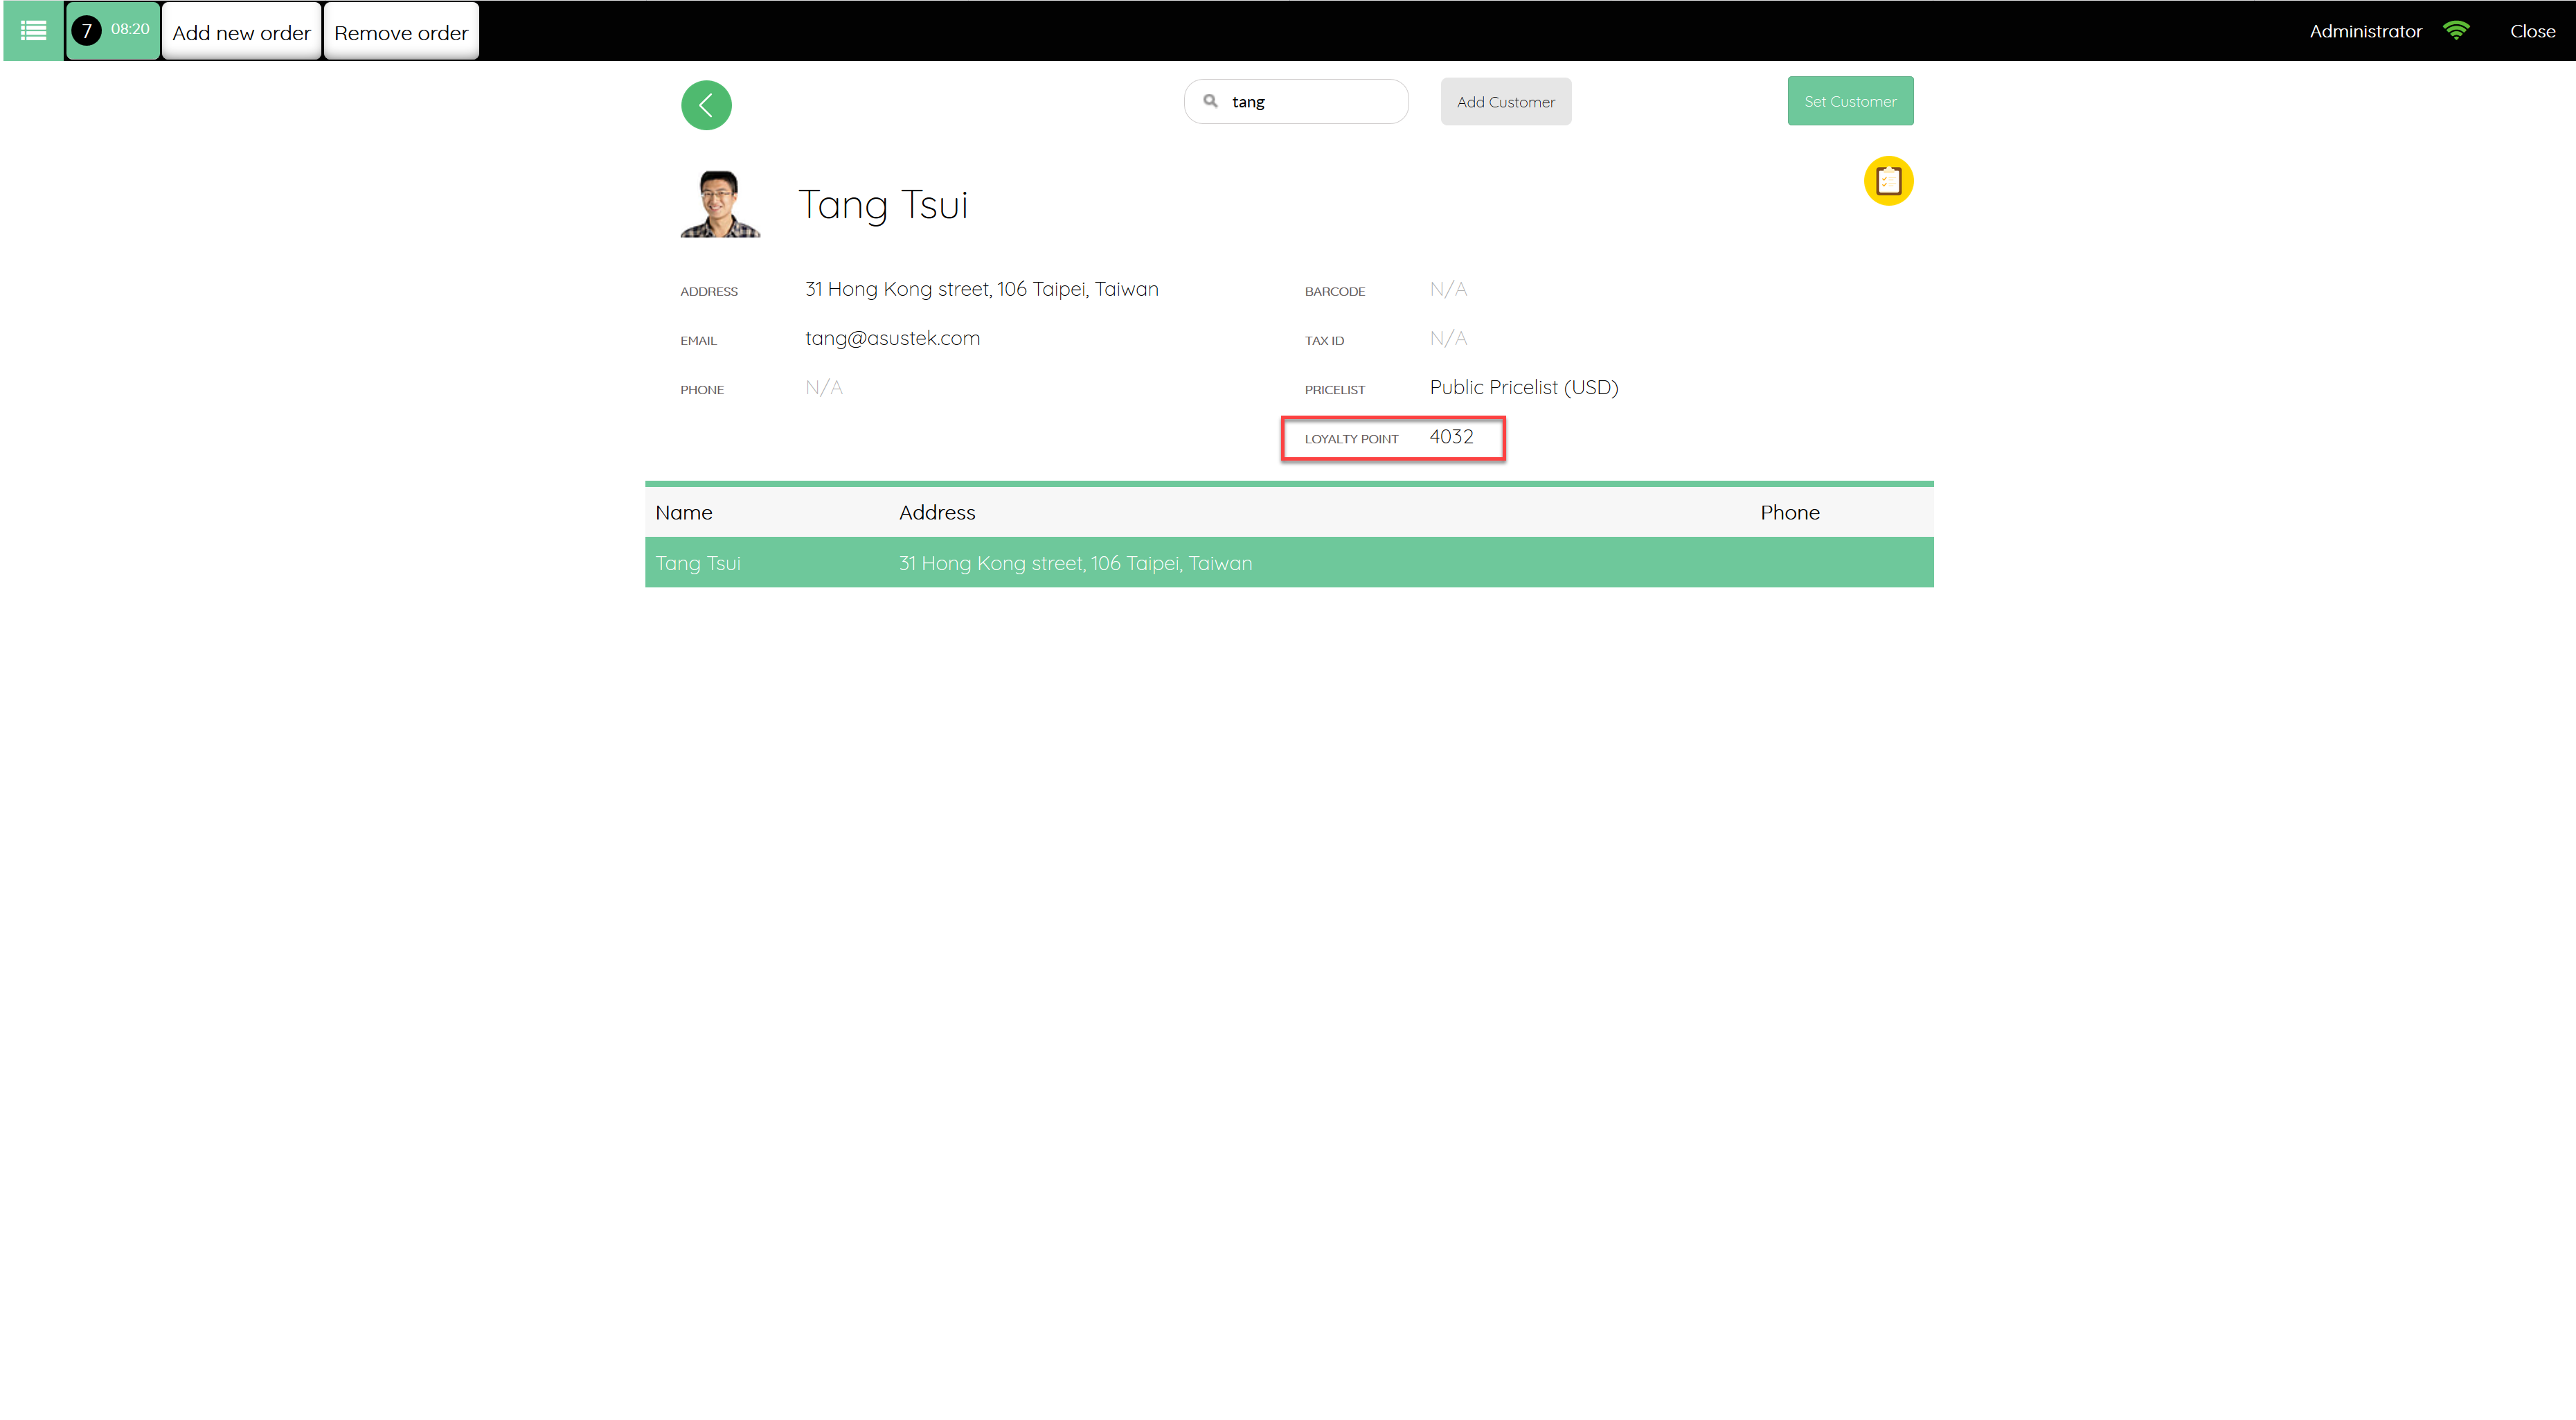 7 08:20 Add new order Remove order Administrator Close
tang Add Customer Set Customer
Tang Tsui
ADDRESS 31 Hong Kong street, 106 Taipei, Taiwan BARCODE N/A
EMAIL tang@asustek.com TAX ID N/A
PHONE N/A PRICELIST Public Pricelist (USD)
LOYALTY POINT 4032
Name Address Phone
Tang Tsui 31 Hong Kong street, 106 Taipei, Taiwan